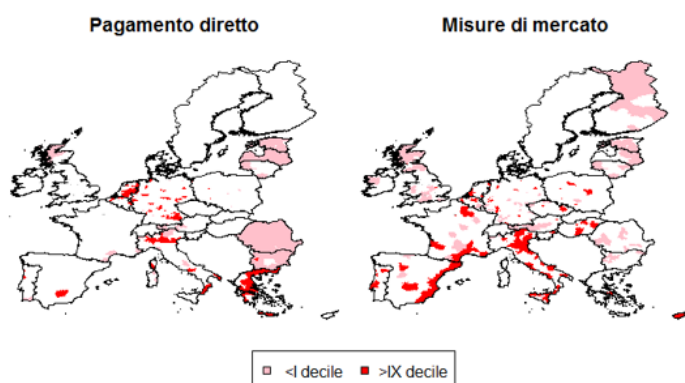 Pagamento diretto
Misure di mercato
<I decile >IX decile